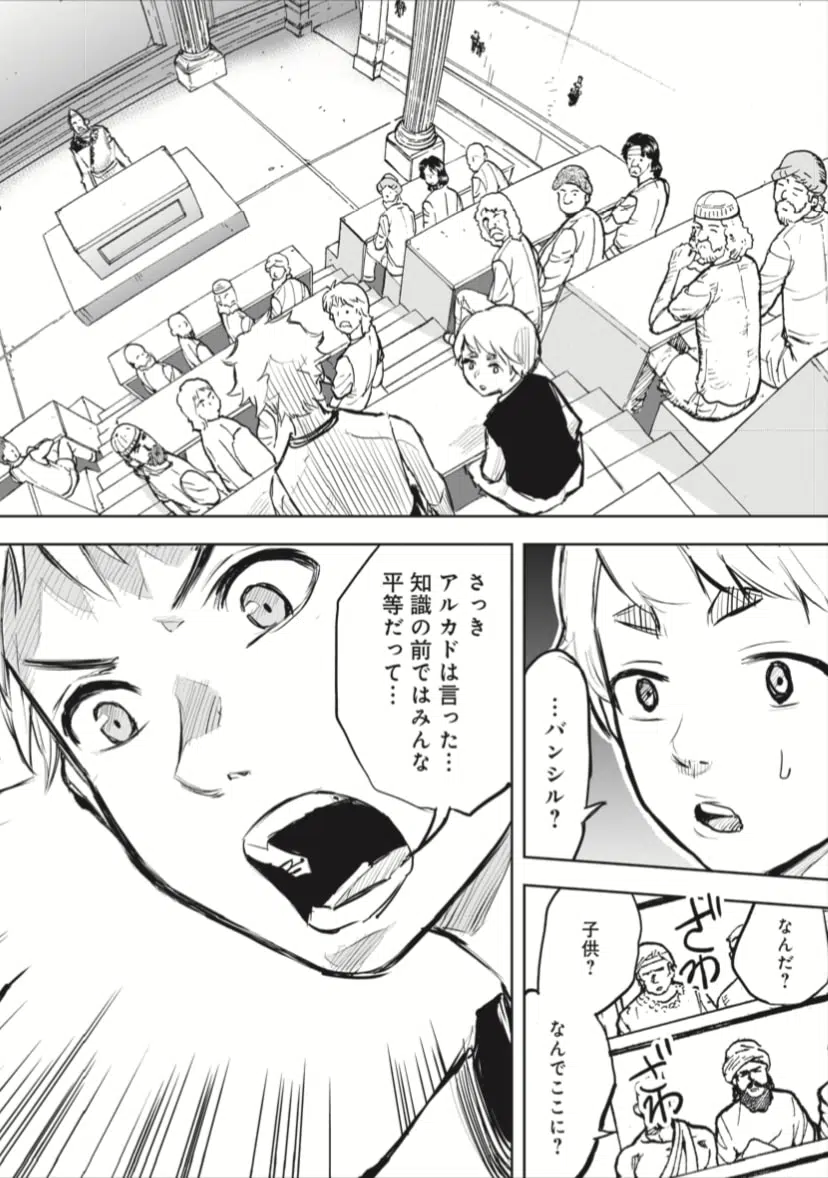 …バンシル?
なんだ?
ざわ
子供?
なんでここに?
ざわ
さっき
アルカドは言った…
知識の前ではみんな
平等だって…